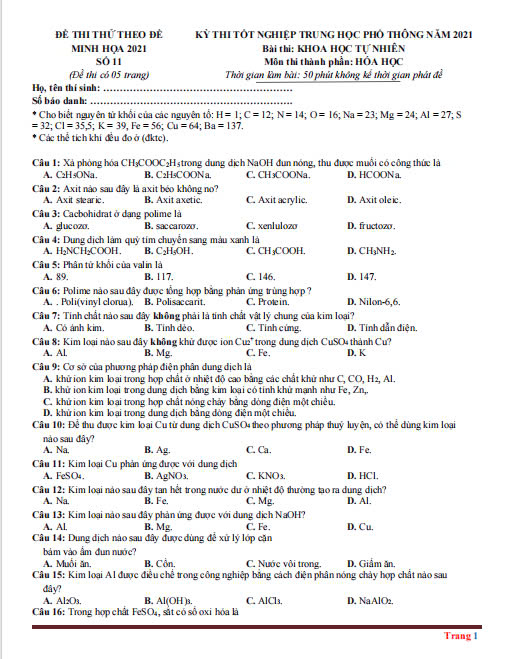 ĐỀ THI THỬ THEO ĐỀ
MINH HỌA 2021
SỐ 11
(Đề thi có 05 trang)
KỲ THI TỐT NGHIỆP TRUNG HỌC PHỔ THÔNG NĂM 2021
Bài thi: KHOA HỌC TỰ NHIÊN
Môn thi thành phần: HÓA HỌC
Thời gian làm bài: 50 phút không kể thời gian phát đề
Họ, tên thí sinh: ……………………………………………………
Số báo danh: ………………………………………………………
* Cho biết nguyên tử khối của các nguyên tố: H = 1; C = 12; N = 14; O = 16; Na = 23; Mg = 24; Al = 27; S
= 32; Cl = 35,5; K = 39, Fe = 56; Cu = 64; Ba = 137.
* Các thể tích khí đều đo ở (đktc).
Câu 1: Xà phòng hóa CH₃COOC₂H₅trong dung dịch NaOH đun nóng, thu được muối có công thức là
A. C₂H₅ONa. B. C₂H₅COONa. C. CH₃COONa. D. HCOONa.
Câu 2: Axit nào sau đây là axit béo không no?
A. Axit stearic. B. Axit axetic. C. Axit acrylic. D. Axit oleic.
Câu 3: Cacbohiđrat ở dạng polime là
A. glucozơ. B. saccarozơ. C. xenlulozơ D. fructozơ.
Câu 4: Dung dịch làm quỳ tím chuyển sang màu xanh là
A. H₂NCH₂COOH. B. C₂H₅OH. C. CH₃COOH. D. CH₃NH₂.
Câu 5: Phân tử khối của valin là
A. 89. B. 117. C. 146. D. 147.
Câu 6: Polime nào sau đây được tổng hợp bằng phản ứng trùng hợp ?
A. . Poli(vinyl clorua). B. Polisaccarit. C. Protein. D. Nilon-6,6.
Câu 7: Tính chất nào sau đây không phải là tính chất vật lý chung của kim loại?
A. Có ánh kim. B. Tính dẻo. C. Tính cứng. D. Tính dẫn điện.
Câu 8: Kim loại nào sau đây không khử được ion Cu²⁺ trong dung dịch CuSO₄ thành Cu?
A. Al. B. Mg. C. Fe. D. K
Câu 9: Cơ sở của phương pháp điện phân dung dịch là
A. khử ion kim loại trong hợp chất ở nhiệt độ cao bằng các chất khử như C, CO, H₂, Al.
B. khử ion kim loại trong dung dịch bằng kim loại có tính khử mạnh như Fe, Zn,.
C. khử ion kim loại trong hợp chất nóng chảy bằng dòng điện một chiều.
D. khử ion kim loại trong dung dịch bằng dòng điện một chiều.
Câu 10: Để thu được kim loại Cu từ dung dịch CuSO₄ theo phương pháp thuỷ luyện, có thể dùng kim loại
nào sau đây?
A. Na. B. Ag. C. Ca. D. Fe.
Câu 11: Kim loại Cu phản ứng được với dung dịch
A. FeSO₄. B. AgNO₃. C. KNO₃. D. HCl.
Câu 12: Kim loại nào sau đây tan hết trong nước dư ở nhiệt độ thường tạo ra dung dịch?
A. Na. B. Fe. C. Mg. D. Al.
Câu 13: Kim loại nào sau đây phản ứng được với dung dịch NaOH?
A. Al. B. Mg. C. Fe. D. Cu.
Câu 14: Dung dịch nào sau đây được dùng để xử lý lớp cặn
bám vào ấm đun nước?
A. Muối ăn. B. Cồn. C. Nước vôi trong. D. Giấm ăn.
Câu 15: Kim loại Al được điều chế trong công nghiệp bằng cách điện phân nóng chảy hợp chất nào sau
đây?
A. Al₂O₃. B. Al(OH)₃. C. AlCl₃. D. NaAlO₂.
Câu 16: Trong hợp chất FeSO₄, sắt có số oxi hóa là
Trang 1